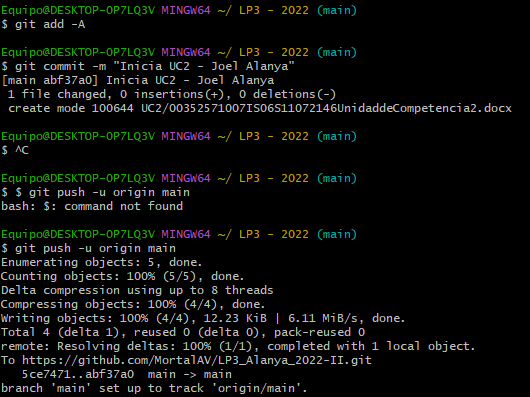 Equipo@DESKTOP-OP7LQ3V MINGW64 ~/ LP3 - 2022 (main)
$ git add -A
Equipo@DESKTOP-OP7LQ3V MINGW64 ~/ LP3 - 2022 (main)
$ git commit -m "Inicia UC2 - Joel Alanya"
[main abf37a0] Inicia UC2 - Joel Alanya
1 file changed, 0 insertions(+), 0 deletions(-)
create mode 100644 UC2/00352571007IS06S11072146UnidaddeCompetencia2.docx
Equipo@DESKTOP-OP7LQ3V MINGW64 ~/ LP3 - 2022 (main)
$ ^C
Equipo@DESKTOP-OP7LQ3V MINGW64 ~/ LP3 - 2022 (main)
$ $ git push -u origin main
bash: $: command not found
Equipo@DESKTOP-OP7LQ3V MINGW64 ~/ LP3 - 2022 (main)
$ git push -u origin main
Enumerating objects: 5, done.
Counting objects: 100% (5/5), done.
Delta compression using up to 8 threads
Compressing objects: 100% (4/4), done.
Writing objects: 100% (4/4), 12.23 KiB | 6.11 MiB/s, done.
Total 4 (delta 1), reused 0 (delta 0), pack-reused 0
remote: Resolving deltas: 100% (1/1), completed with 1 local object.
To https://github.com/MortalAV/LP3_Alanya_2022-II.git
5ce7471..abf37a0  main -> main
branch 'main' set up to track 'origin/main'.